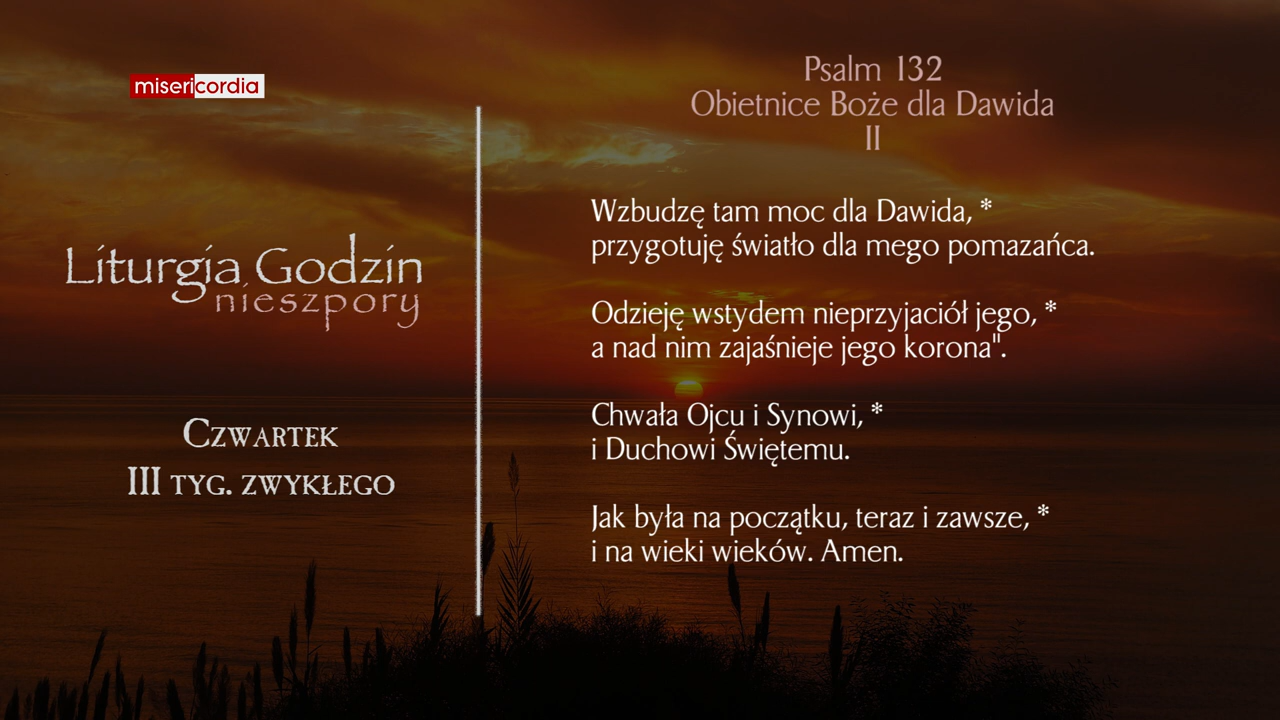 misericordia
Liturgia Godzin
nieszpory
Czwartek
III tyg. zwykłego
Psalm 132
Obietnice Boże dla Dawida
II
Wzbudzę tam moc dla Dawida, *
przygotuję światło dla mego pomazańca.
Odzieję wstydem nieprzyjaciół jego, *
a nad nim zajaśnieje jego korona".
Chwała Ojcu i Synowi, *
i Duchowi Świętemu.
Jak była na początku, teraz i zawsze, *
i na wieki wieków. Amen.